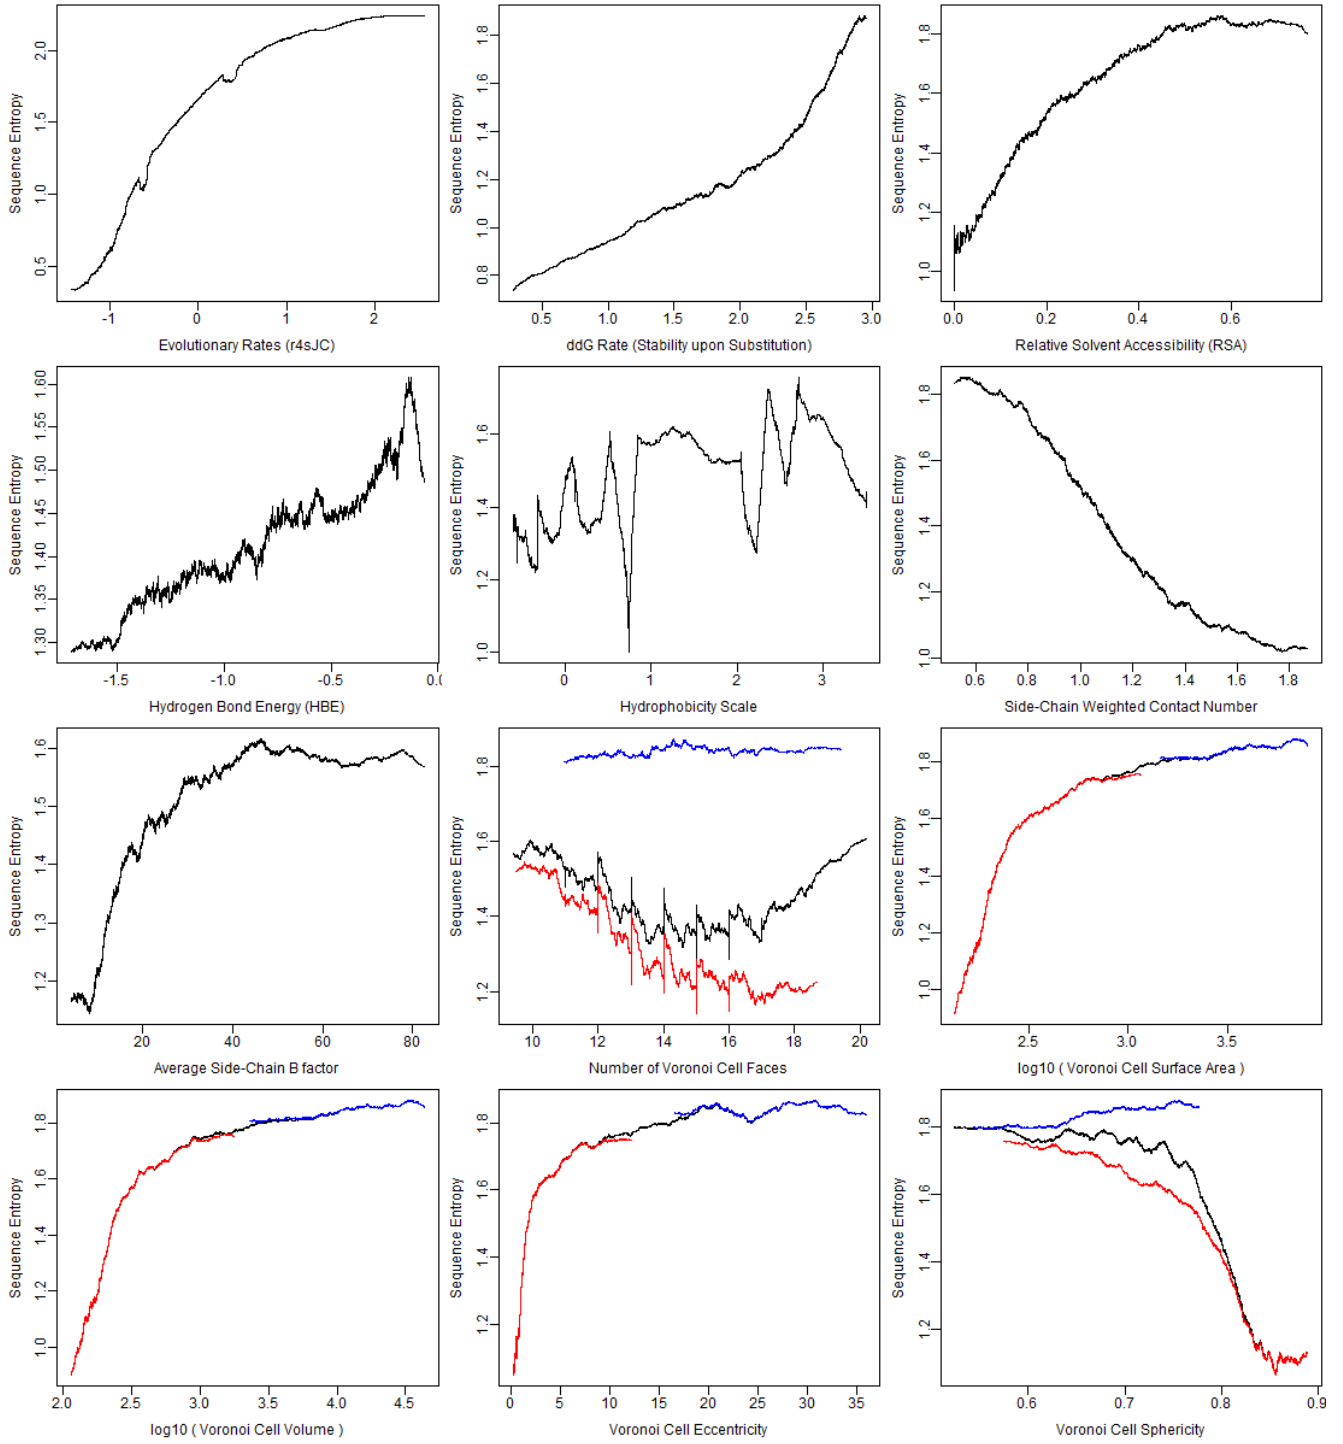 Sequence Entropy
2.0
1.5
1.0
0.5
-1 0 1 2
Evolutionary Rates (r4sJC)
Sequence Entropy
1.8
1.6
1.4
1.2
1.0
0.8
0.5 1.0 1.5 2.0 2.5 3.0
ddG Rate (Stability upon Substitution)
Sequence Entropy
1.8
1.6
1.4
1.2
1.0
0.0 0.2 0.4 0.6
Relative Solvent Accessibility (RSA)
Sequence Entropy
1.60
1.55
1.50
1.45
1.40
1.35
1.30
-1.5 -1.0 -0.5 0.0
Hydrogen Bond Energy (HBE)
Sequence Entropy
1.6
1.4
1.2
1.0
0 1 2 3
Hydrophobicity Scale
Sequence Entropy
1.8
1.6
1.4
1.2
1.0
0.6 0.8 1.0 1.2 1.4 1.6 1.8
Side-Chain Weighted Contact Number
Sequence Entropy
1.6
1.5
1.4
1.3
1.2
20 40 60 80
Average Side-Chain B factor
Sequence Entropy
1.8
1.6
1.4
1.2
10 12 14 16 18 20
Number of Voronoi Cell Faces
Sequence Entropy
1.8
1.6
1.4
1.2
1.0
2.5 3.0 3.5
log10 ( Voronoi Cell Surface Area )
Sequence Entropy
1.8
1.6
1.4
1.2
1.0
2.0 2.5 3.0 3.5 4.0 4.5
log10 ( Voronoi Cell Volume )
Sequence Entropy
1.8
1.6
1.4
1.2
0 5 10 15 20 25 30 35
Voronoi Cell Eccentricity
Sequence Entropy
1.8
1.6
1.4
1.2
0.6 0.7 0.8 0.9
Voronoi Cell Sphericity